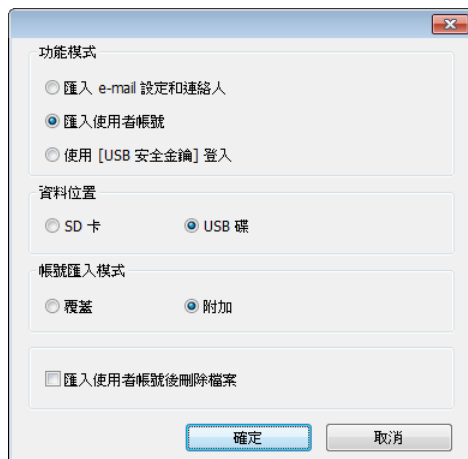 功能模式
匯入 e-mail 設定和連絡人
匯入使用者帳號
使用 [USB 安全金鑰] 登入
資料位置
SD 卡 USB 碟
帳號匯入模式
覆蓋 附加
匯入使用者帳號後刪除檔案
確定 取消